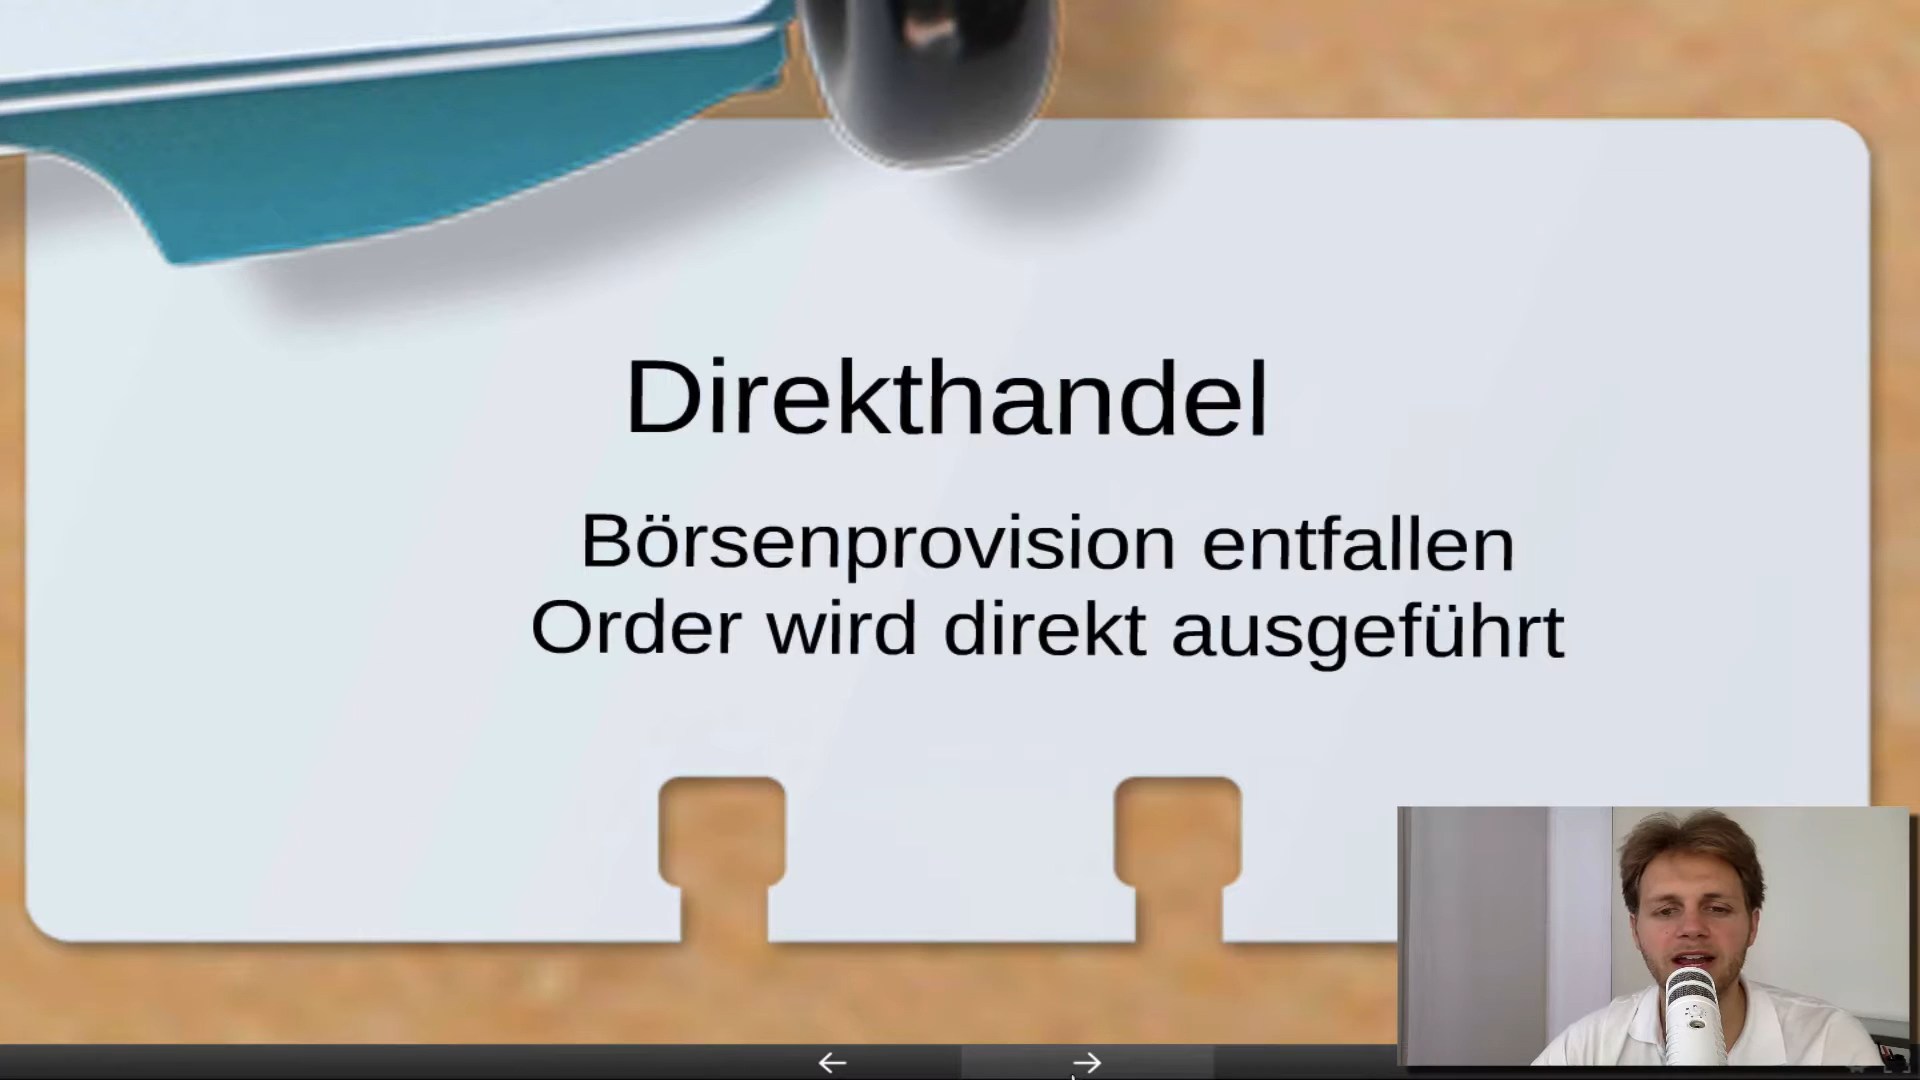 Direkthandel
Börsenprovision entfallen
Order wird direkt ausgeführt